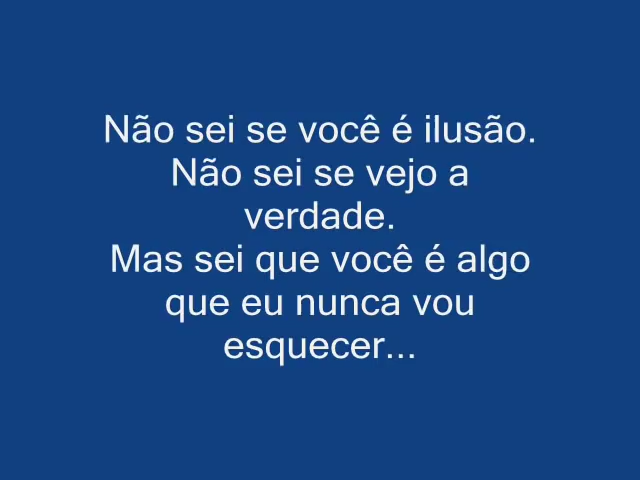 Não sei se você é ilusão.
Não sei se vejo a
verdade.
Mas sei que você é algo
que eu nunca vou
esquecer...